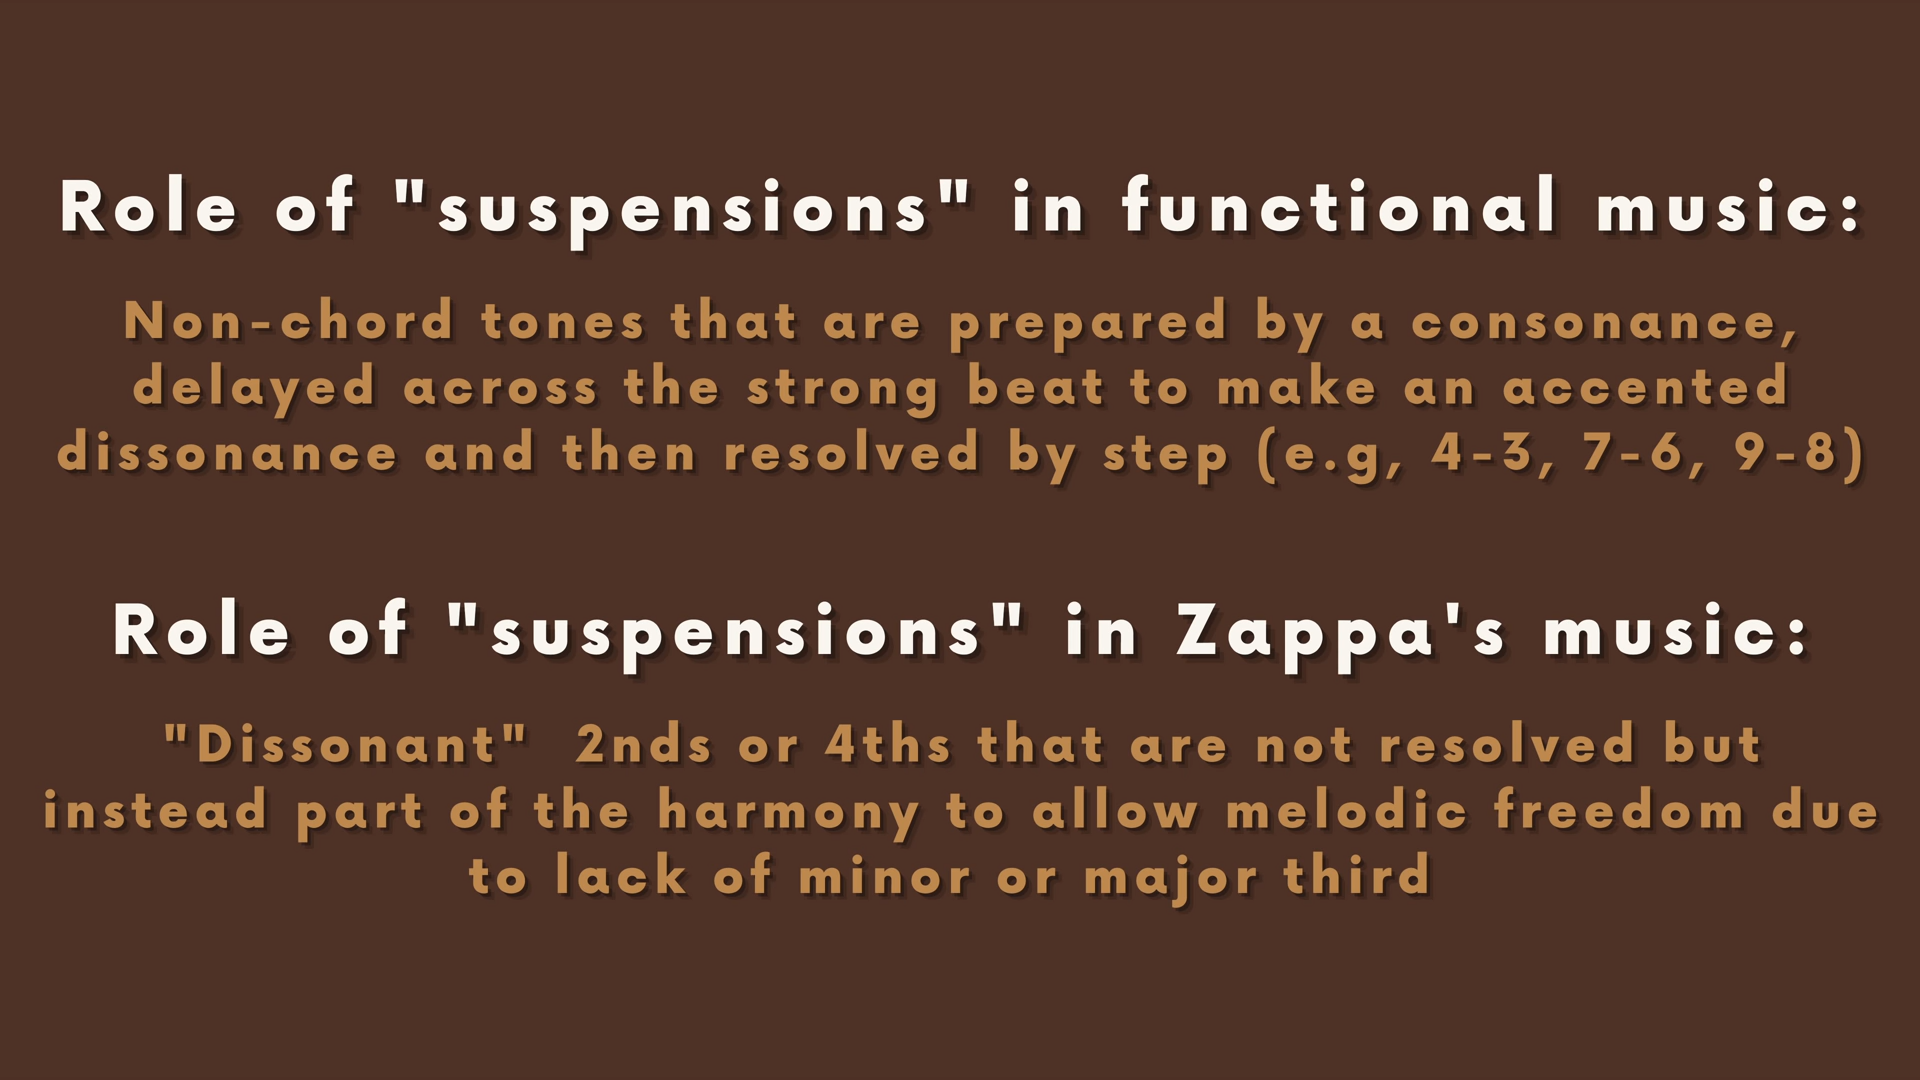 Role of "suspensions" in functional music:
Non-chord tones that are prepared by a consonance,
delayed across the strong beat to make an accented
dissonance and then resolved by step (e.g, 4-3, 7-6, 9-8)
Role of "suspensions" in Zappa's music:
"Dissonant"  2nds or 4ths that are not resolved but
instead part of the harmony to allow melodic freedom due
to lack of minor or major third